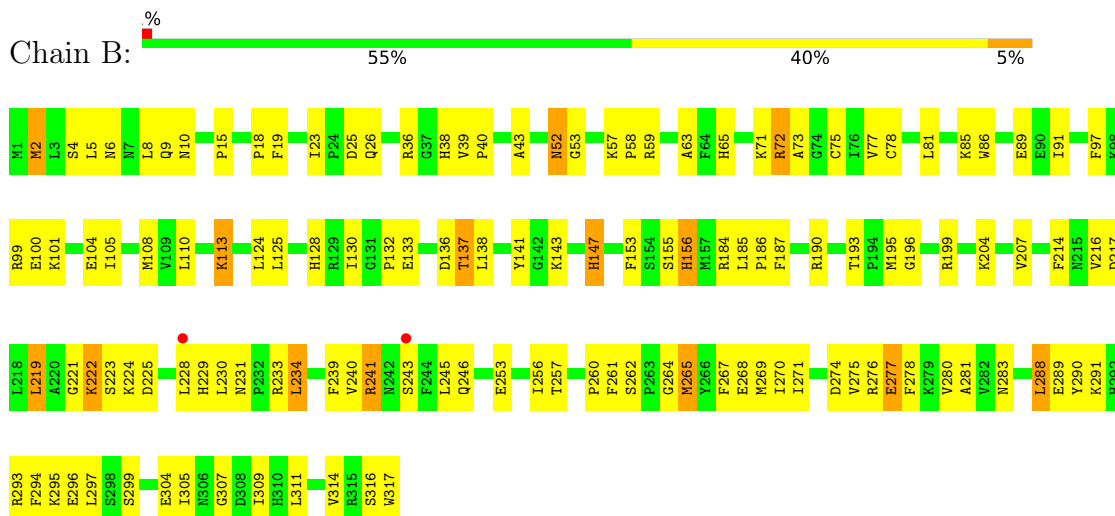 .%
Chain B:
55% 40% 5%
M1 M2 L3 S4 L5 N6 N7 L8 Q9 N10 P15 P18 F19 I23 P24 D25 Q26 R36 G37 H38 V39 P40 A43 N52 G53 K57 P58 R59 A63 F64 H65 K71 R72 A73 G74 C75 I76 V77 C78 L81 K85 W86 E89 E90 I91 F97
R99 E100 K101 E104 I105 M108 V109 L110 K113 L124 L125 H128 R129 I130 G131 P132 E133 D136 T137 L138 Y141 G142 K143 H147 F153 S154 S155 H156 M157 R184 L185 P186 F187 R190 T193 P194 M195 G196 R199 K204 V207 F214 N215 V216
L218 L219 A220 G221 K222 S223 K224 D225 L228 H229 L230 N231 P232 R233 L234 F239 V240 R241 N242 S243 F244 L245 Q246 E253 I256 T257 P260 F261 S262 P263 G264 M265 Y266 F267 E268 M269 I270 I271 D274 V275 R276 E277 F278 K279 V280 A281 V282 N283 L288 E289 Y290 K291
R293 F294 K295 E296 L297 S298 S299 E304 I305 N306 G307 D308 I309 H310 L311 V314 R315 S316 W317